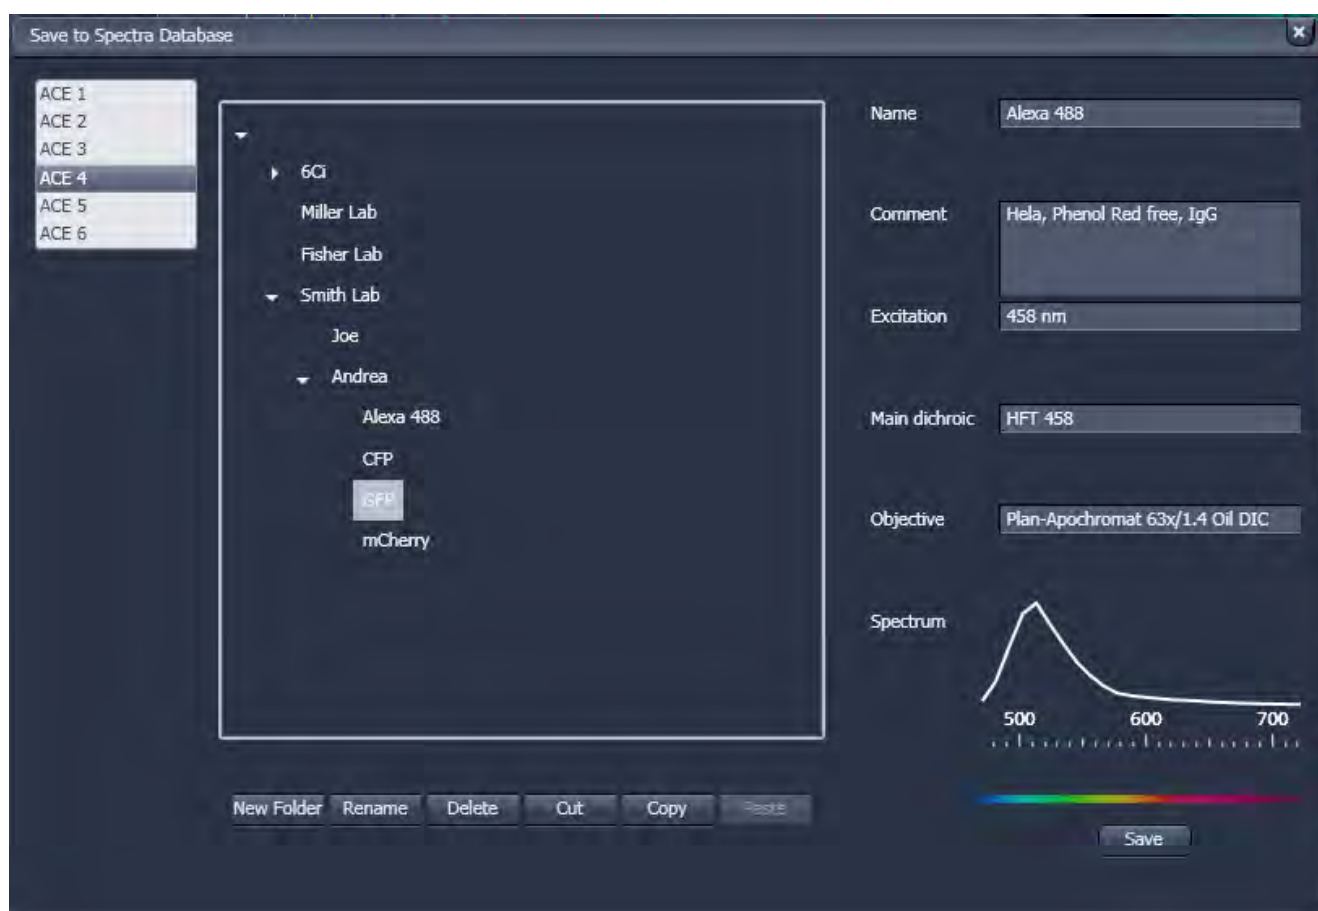 Save to Spectra Database
ACE 1
ACE 2
ACE 3
ACE 4
ACE 5
ACE 6
6Ci
Miller Lab
Fisher Lab
Smith Lab
Joe
Andrea
Alexa 488
CFP
GFP
mCherry
New Folder Rename Delete Cut Copy Paste
Name Alexa 488
Comment Hela, Phenol Red free, IgG
Excitation 458 nm
Main dichroic HFT 458
Objective Plan-Apochromat 63x/1.4 Oil DIC
Spectrum
500 600 700
Save